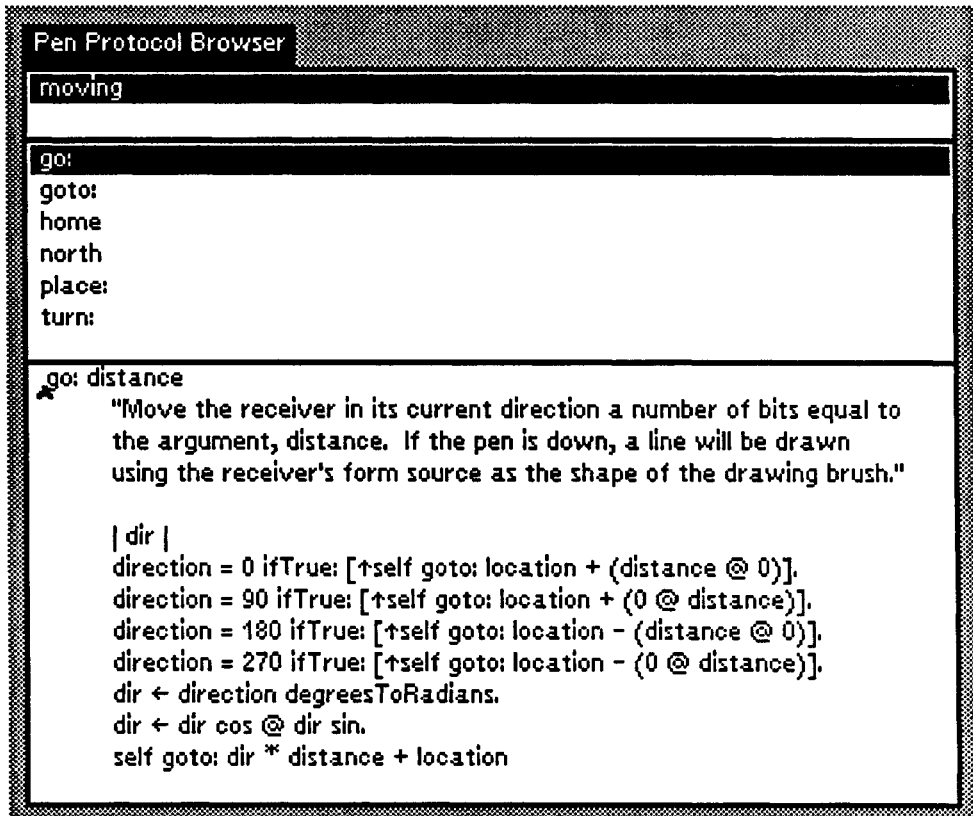 Pen Protocol Browser
moving
go:
goto:
home
north
place:
turn:
go: distance
"Move the receiver in its current direction a number of bits equal to
the argument, distance. If the pen is down, a line will be drawn
using the receiver's form source as the shape of the drawing brush."
| dir |
direction = 0 ifTrue: [↑self goto: location + (distance @ 0)].
direction = 90 ifTrue: [↑self goto: location + (0 @ distance)].
direction = 180 ifTrue: [↑self goto: location - (distance @ 0)].
direction = 270 ifTrue: [↑self goto: location - (0 @ distance)].
dir ← direction degreesToRadians.
dir ← dir cos @ dir sin.
self goto: dir * distance + location